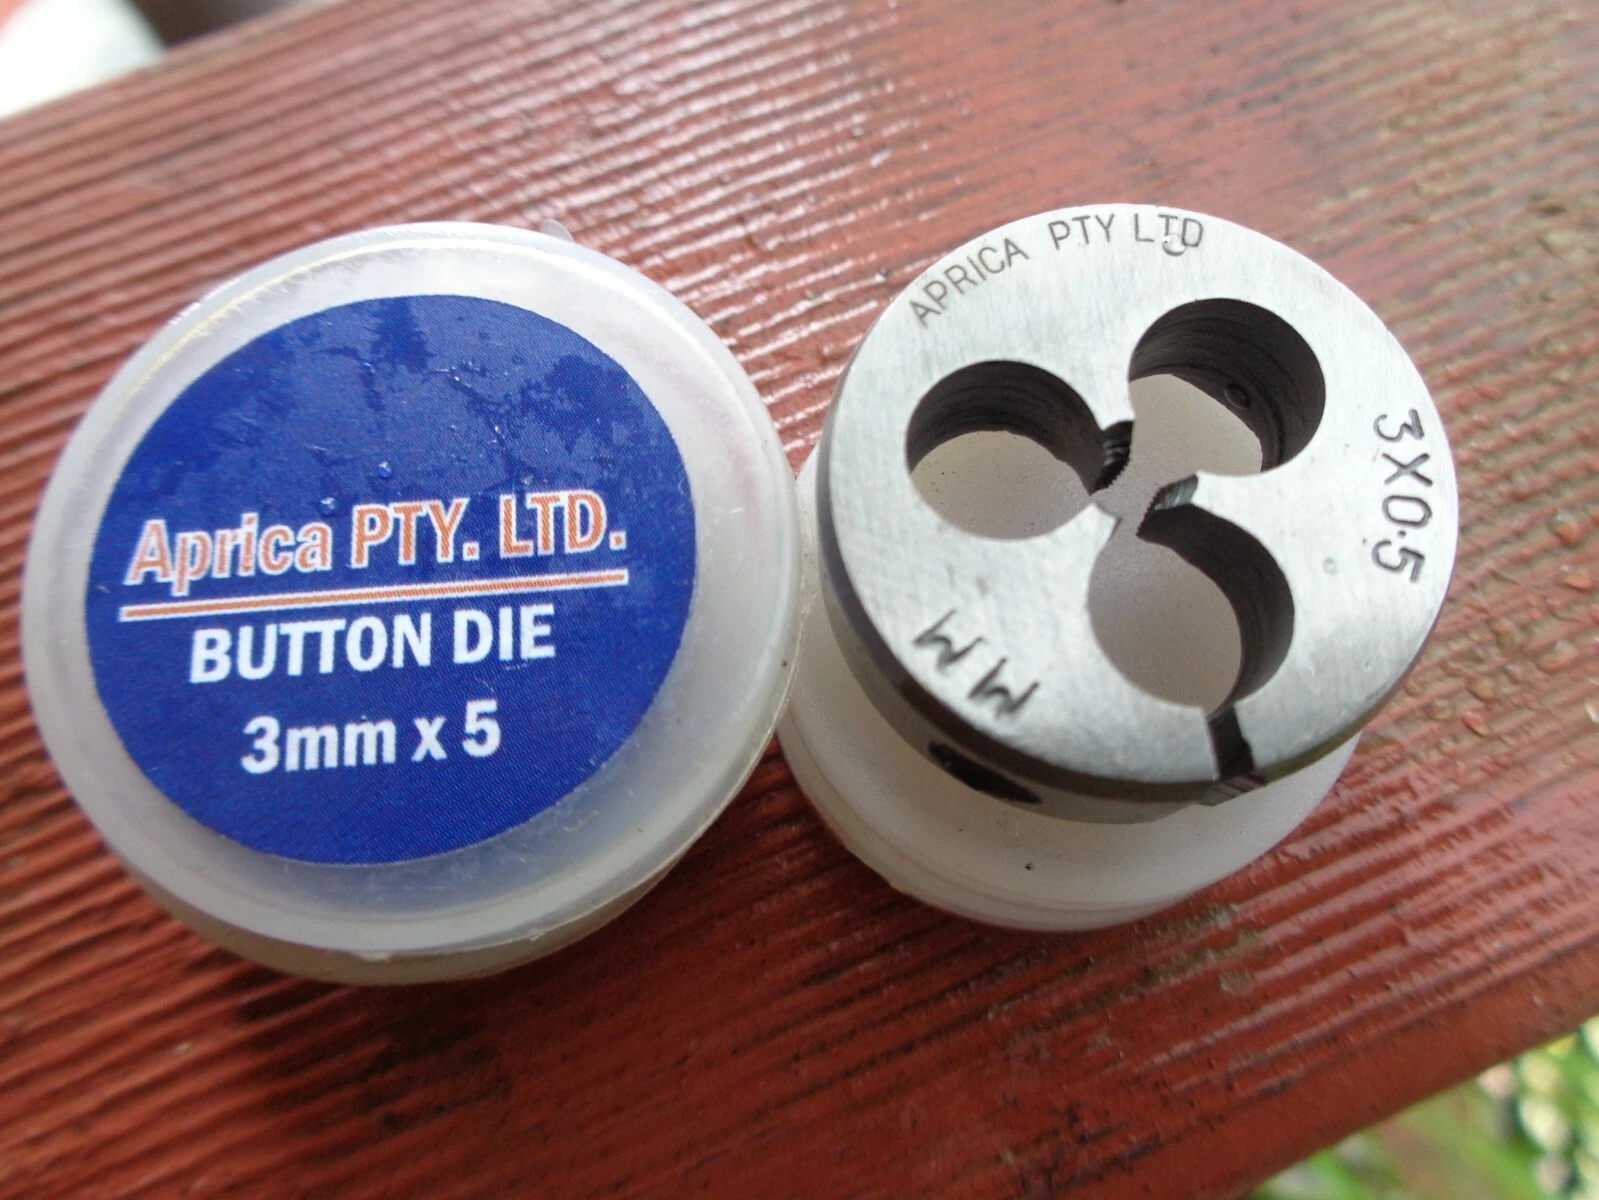 Aprica PTY. LTD.
BUTTON DIE
3mm x 5
APRICA PTY LTD
3X0.5
MM